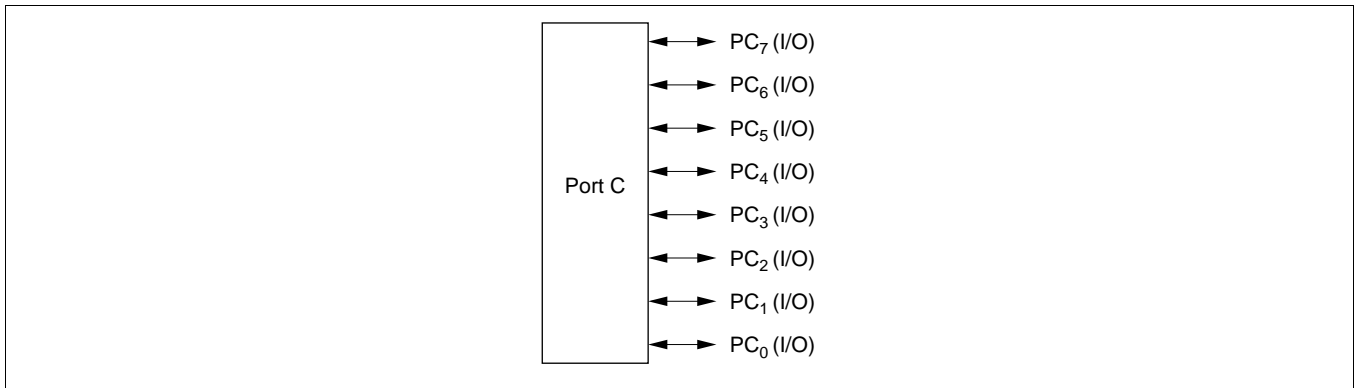 PC₇ (I/O)
PC₆ (I/O)
PC₅ (I/O)
PC₄ (I/O)
Port C
PC₃ (I/O)
PC₂ (I/O)
PC₁ (I/O)
PC₀ (I/O)